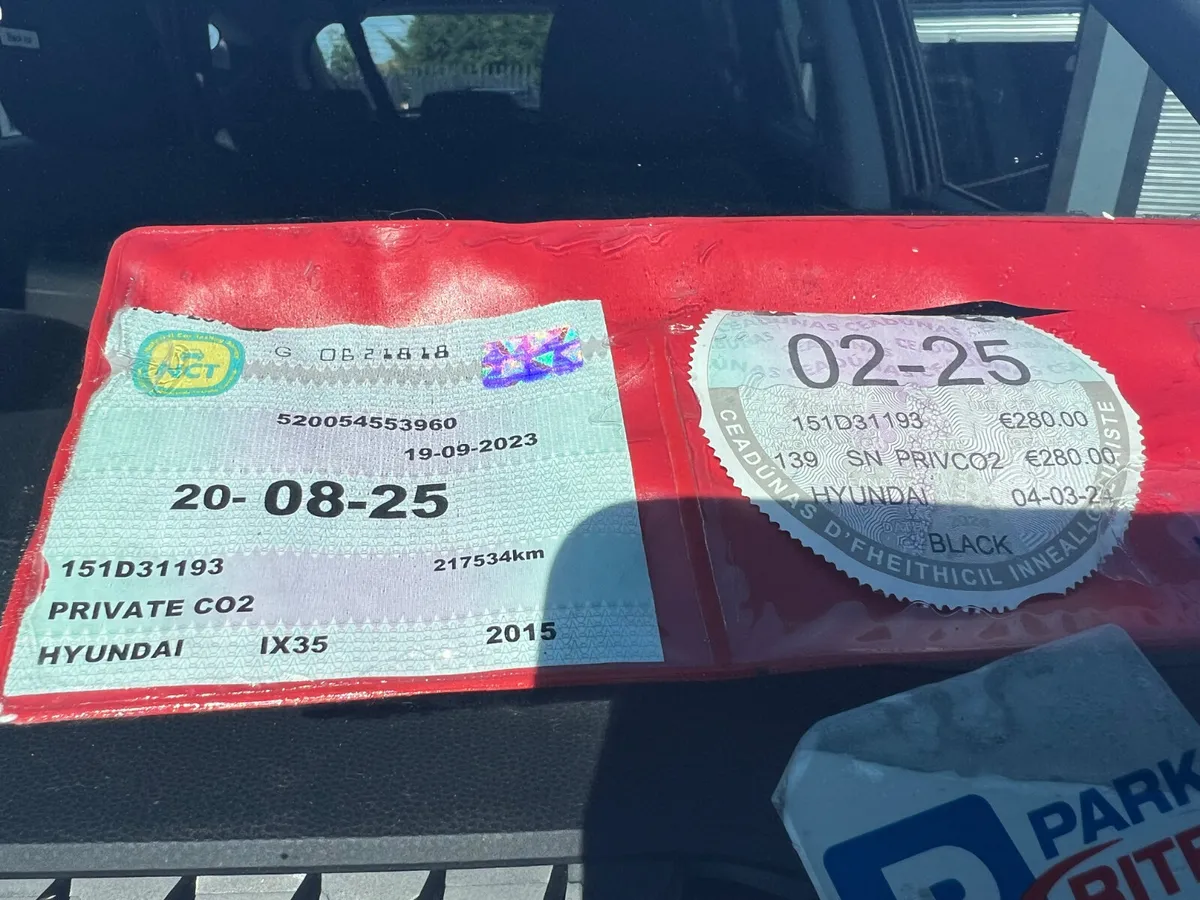 NCT
G 0621818
520054553960
19-09-2023
20-08-25
151D31193 217534km
PRIVATE CO2
HYUNDAI IX35 2015
02-25
151D31193 €280.00
139 SN PRIVCO2 €280.00
HYUNDAI 04-03-24
BLACK
CEADÚNAS D'FHEITHICIL
PARK
RITE